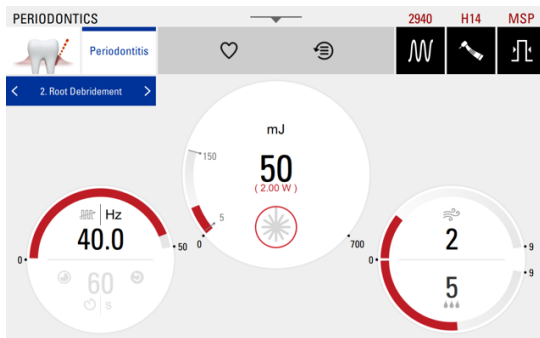 PERIODONTICS
2940 H14 MSP
Periodontitis
2. Root Debridement
mJ
150
50
(2.00 W)
5
0
700
Hz
40.0
0
50
60
s
2
0
9
9
5